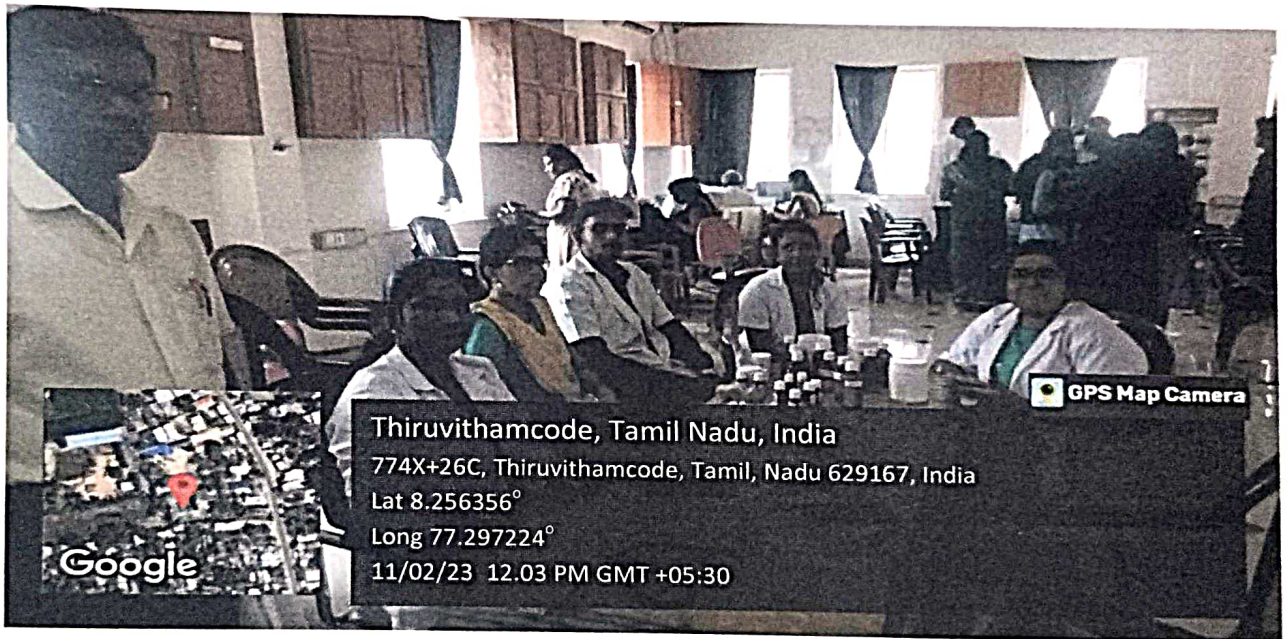 GPS Map Camera
Thiruvithamcode, Tamil Nadu, India
774X+26C, Thiruvithamcode, Tamil, Nadu 629167, India
Lat 8.256356°
Long 77.297224°
11/02/23 12.03 PM GMT +05:30
Google